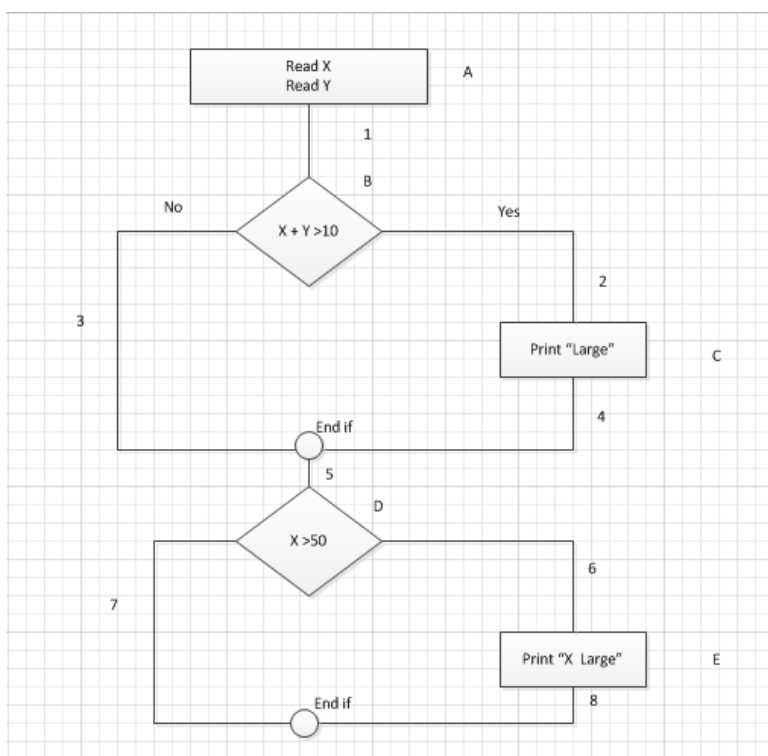 Read X
Read Y
A
1
B
No
Yes
X + Y >10
2
3
Print “Large”
C
4
End if
5
D
X >50
6
7
Print “X Large”
E
8
End if